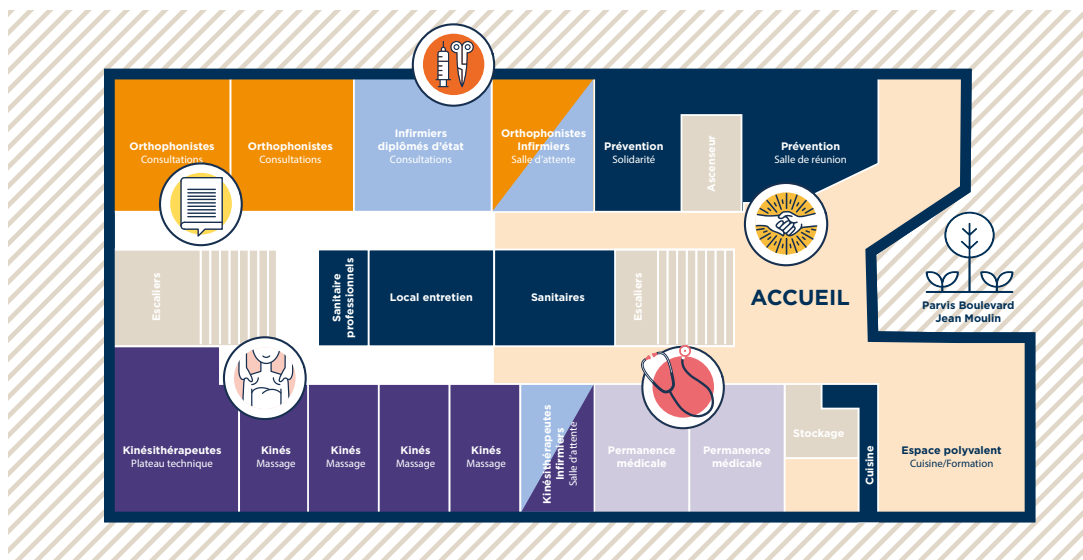 Orthophonistes
Consultations
Orthophonistes
Consultations
Infirmiers
diplômés d'état
Consultations
Orthophonistes
Infirmiers
Salle d'attente
Prévention
Solidarité
Ascenseur
Prévention
Salle de réunion
Escaliers
Sanitaire
professionnels
Local entretien
Sanitaires
Escaliers
ACCUEIL
Parvis Boulevard
Jean Moulin
Kinésithérapeutes
Plateau technique
Kinés
Massage
Kinés
Massage
Kinés
Massage
Kinés
Massage
Kinésithérapeutes
Infirmiers
Salle d'attente
Permanence
médicale
Permanence
médicale
Stockage
Cuisine
Espace polyvalent
Cuisine/Formation